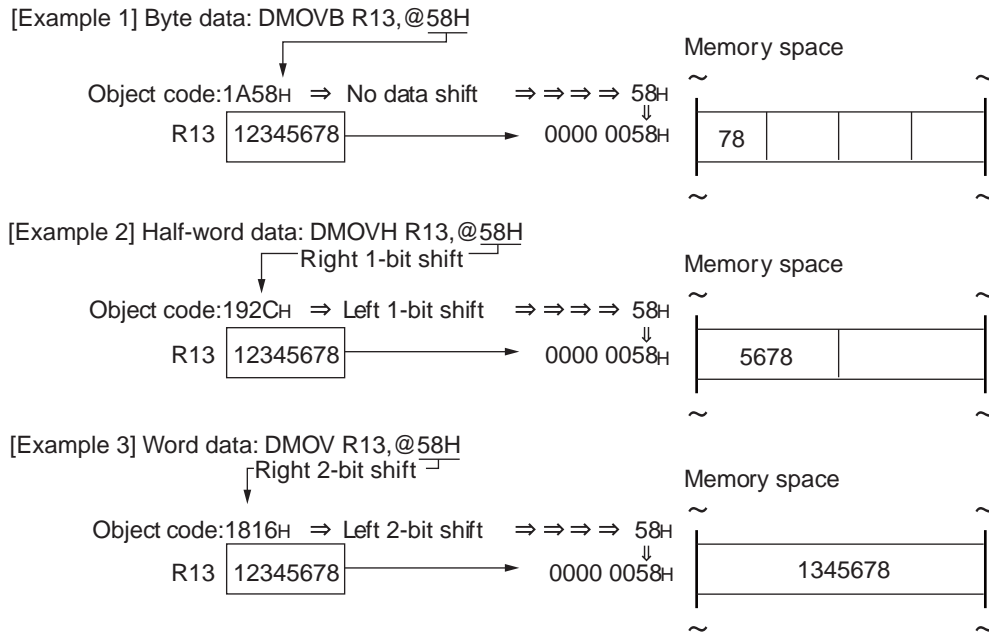 [Example 1] Byte data: DMOVB R13,@58H
Memory space
~ ~
Object code:1A58H ⇒ No data shift ⇒ ⇒ ⇒ ⇒ 58H
⇓
R13 12345678 0000 0058H 78
~ ~
[Example 2] Half-word data: DMOVH R13,@58H
Right 1-bit shift
Memory space
~ ~
Object code:192CH ⇒ Left 1-bit shift ⇒ ⇒ ⇒ ⇒ 58H
⇓
R13 12345678 0000 0058H 5678
~ ~
[Example 3] Word data: DMOV R13,@58H
Right 2-bit shift
Memory space
~ ~
Object code:1816H ⇒ Left 2-bit shift ⇒ ⇒ ⇒ ⇒ 58H
⇓
R13 12345678 0000 0058H 1345678
~ ~